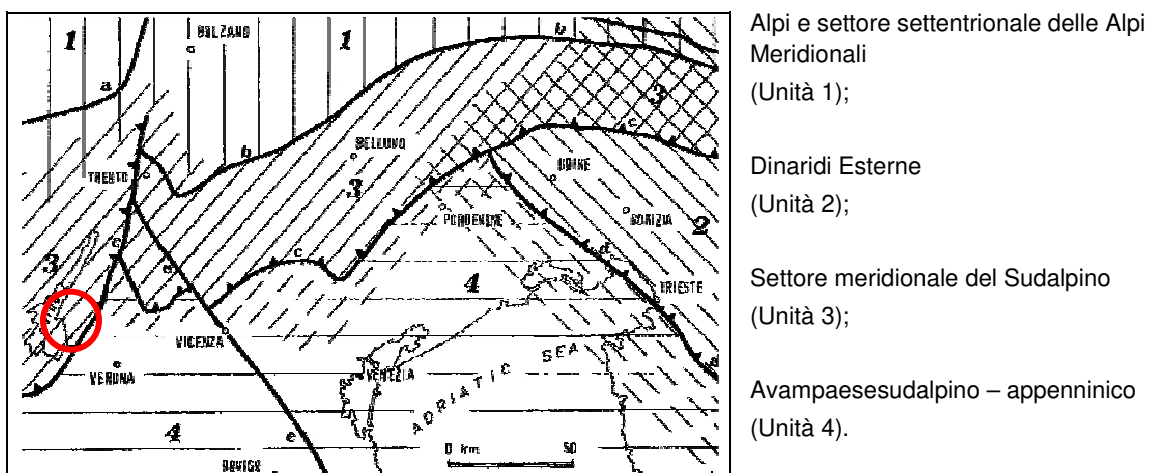 1
BOLZANO
1
b
a
3
c
b
BELLUNO
UDINE
TRENTO
3
PORDENONE
GORIZIA
2
c
c
e
d
3
4
TRIESTE
VICENZA
VERONA
VENEZIA
ADRIATIC SEA
4
e
0 km 50
ROVIGO
Alpi e settore settentrionale delle Alpi
Meridionali
(Unità 1);
Dinaridi Esterne
(Unità 2);
Settore meridionale del Sudalpino
(Unità 3);
Avampaesesudalpino – appenninico
(Unità 4).